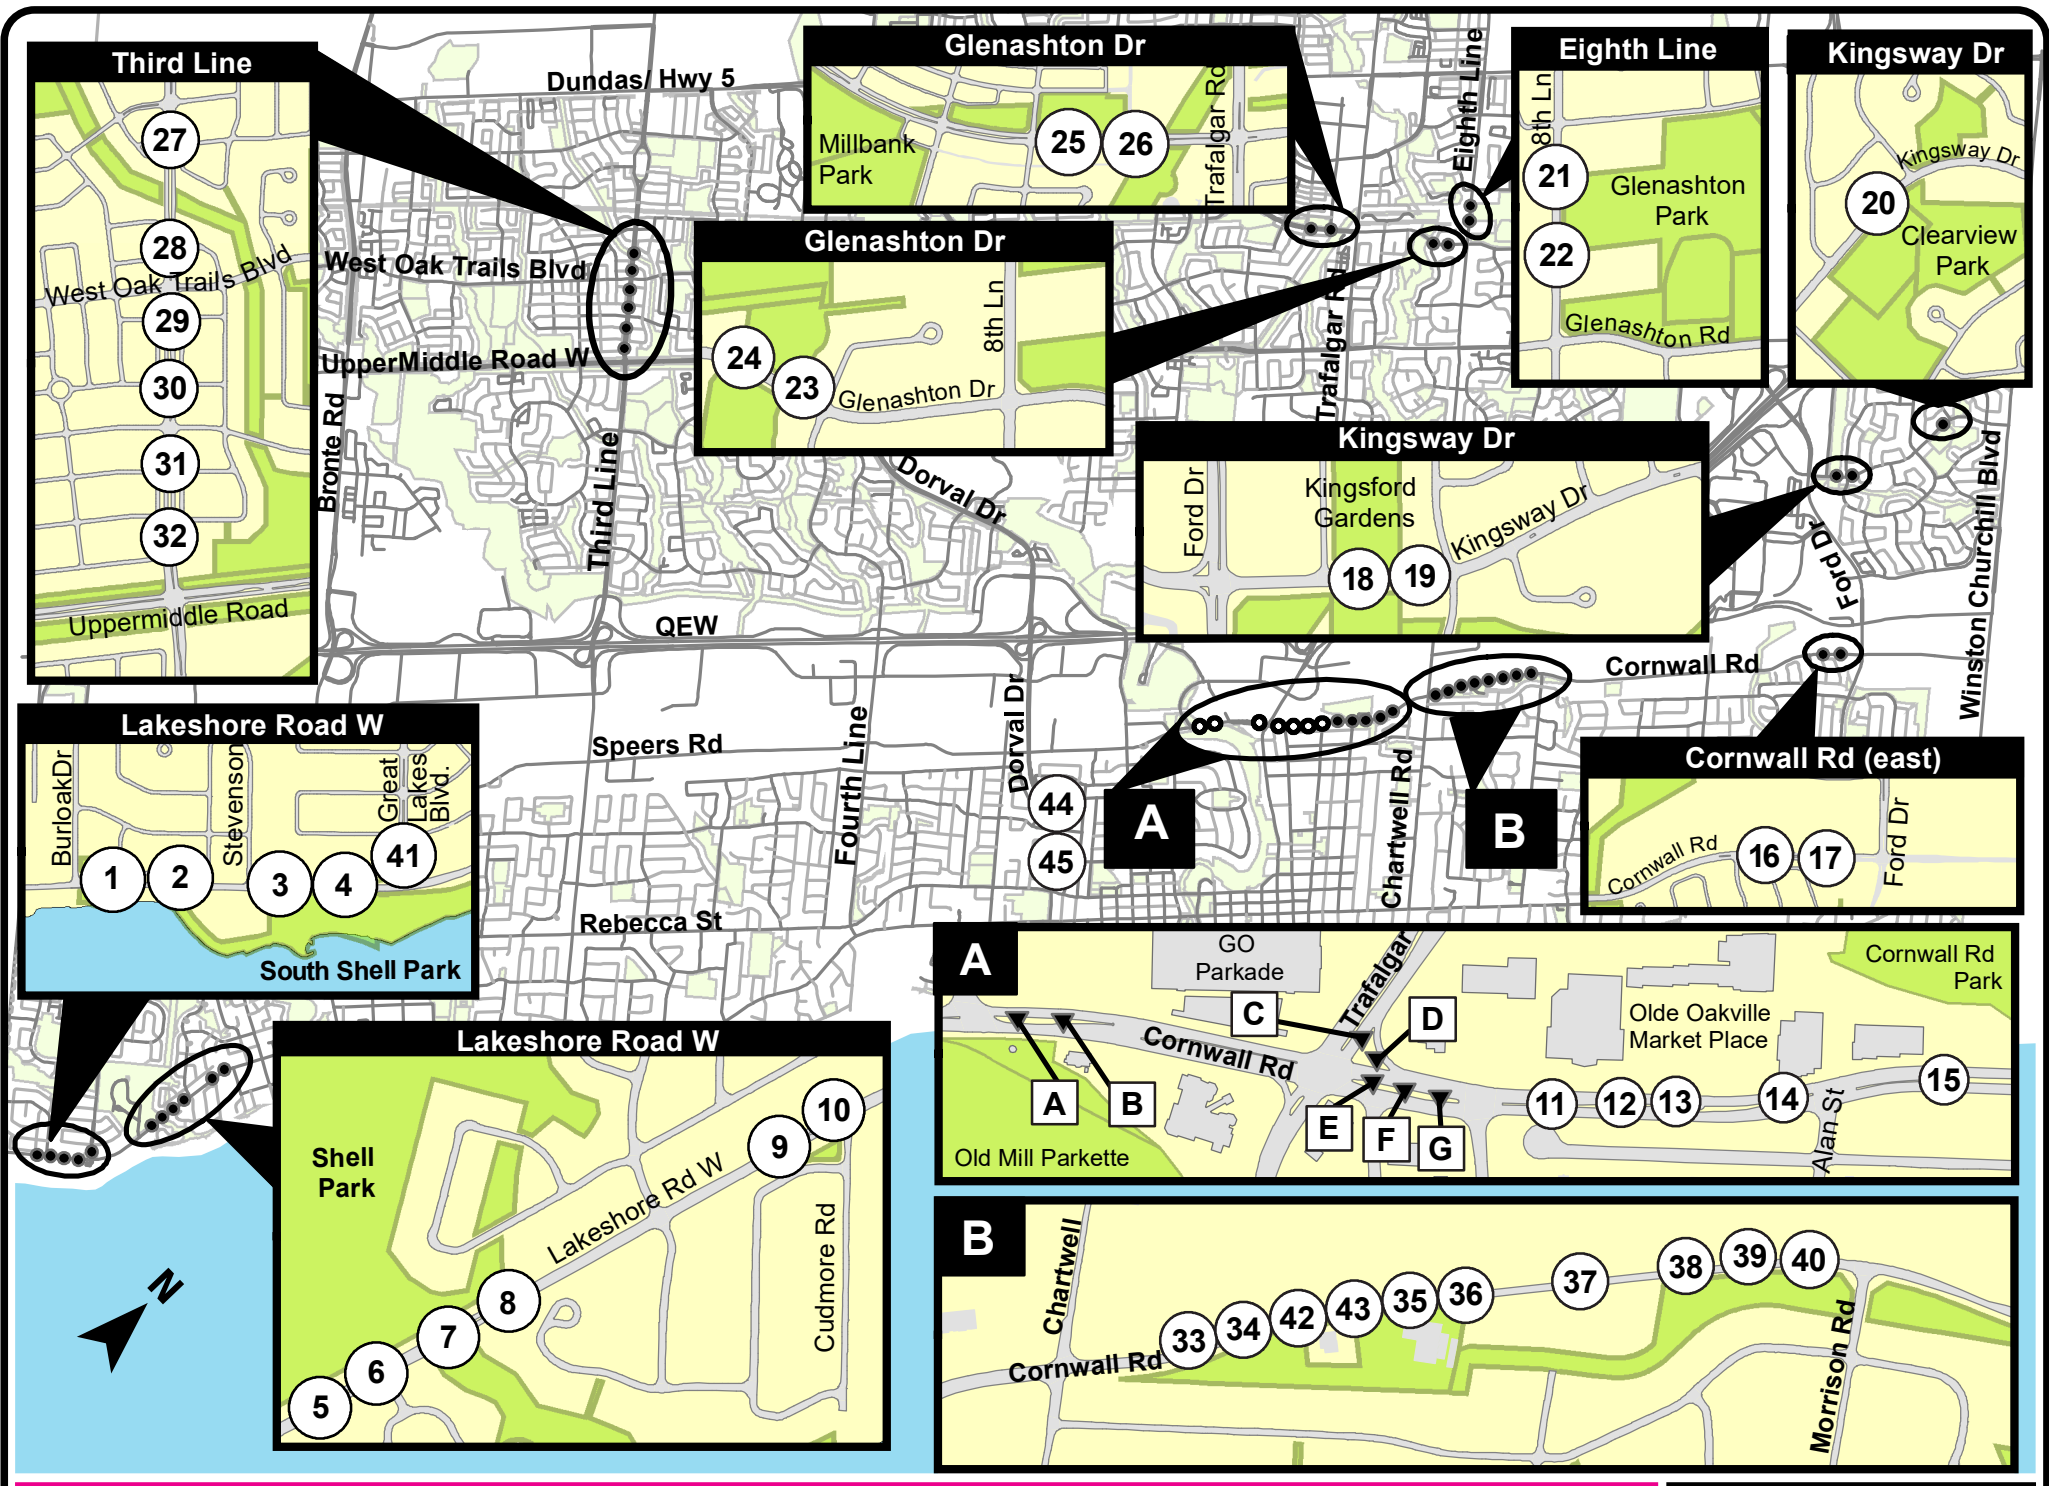 Third Line
27
28
West Oak Trails Blvd
29
30
31
32
Uppermiddle Road
Dundas/ Hwy 5
West Oak Trails Blvd
UpperMiddle Road W
Bronte Rd
Third Line
Dorval Dr
QEW
Glenashton Dr
Millbank
Park
25
26
Trafalgar Rd
Glenashton Dr
24
23
Glenashton Dr
8th Ln
Trafalgar Rd
Eighth Line
Eighth Line
8th Ln
21
22
Glenashton
Park
Glenashton Rd
Kingsway Dr
Kingsway Dr
20
Clearview
Park
Kingsway Dr
Ford Dr
Kingsford
Gardens
Kingsway Dr
18
19
Ford Dr
Winston Churchill Blvd
Cornwall Rd
Speers Rd
Fourth Line
Dorval Dr
44
45
Rebecca St
Chartwell Rd
A
B
Cornwall Rd (east)
Cornwall Rd
16
17
Ford Dr
Lakeshore Road W
BurloakDr
Stevenson
Great
Lakes
Blvd.
1
2
3
4
41
South Shell Park
Lakeshore Road W
Shell
Park
Lakeshore Rd W
Cudmore Rd
5
6
7
8
9
10
N
A
GO
Parkade
Trafalgar
Cornwall Rd
Cornwall Rd
Park
Olde Oakville
Market Place
C
D
A
B
E
F
G
11
12
13
14
15
Alan St
Old Mill Parkette
B
Chartwell
Cornwall Rd
33
34
42
43
35
36
37
38
39
40
Morrison Rd